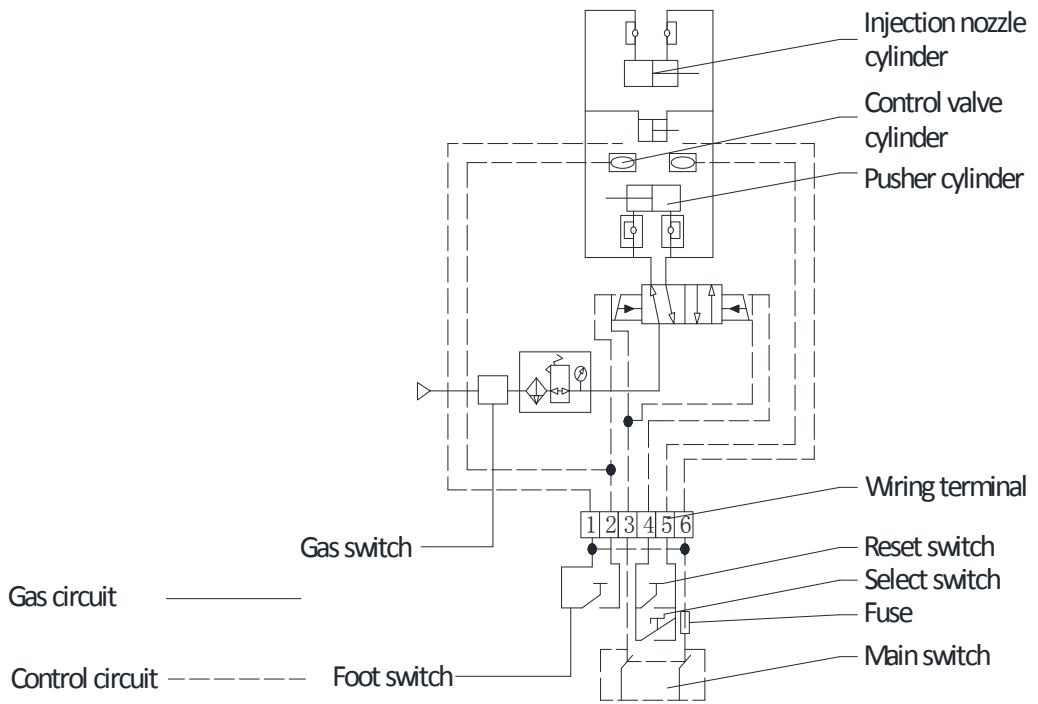 Injection nozzle
cylinder
Control valve
cylinder
Pusher cylinder
Wiring terminal
1 2 3 4 5 6
Gas switch
Reset switch
Select switch
Gas circuit
Fuse
Main switch
Control circuit
Foot switch